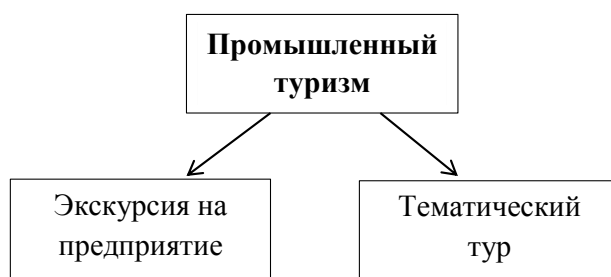 Промышленный
туризм
Экскурсия на
предприятие
Тематический
тур